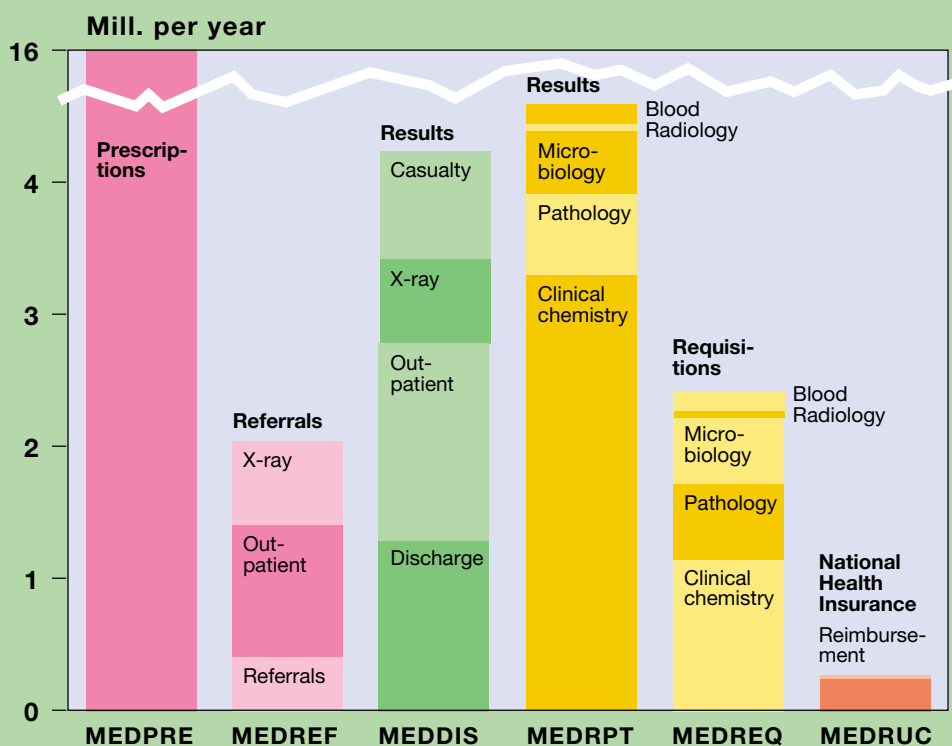 Mill. per year
16
4
3
2
1
0
Prescrip-
tions
Referrals
X-ray
Out-
patient
Referrals
Results
Casualty
X-ray
Out-
patient
Discharge
Results
Blood
Radiology
Micro-
biology
Pathology
Clinical
chemistry
Requisi-
tions
Blood
Radiology
Micro-
biology
Pathology
Clinical
chemistry
National
Health
Insurance
Reimburse-
ment
MEDPRE MEDREF MEDDIS MEDRPT MEDREQ MEDRUC